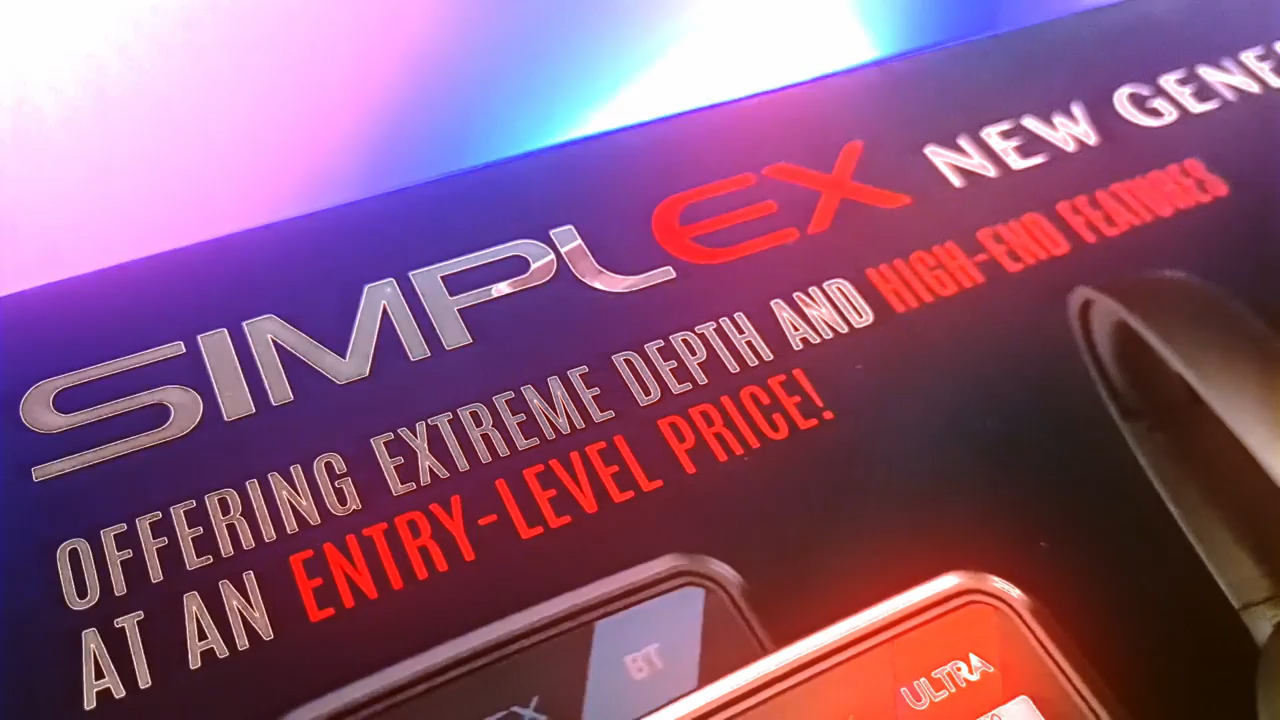 SIMPLEX NEW GENE
OFFERING EXTREME DEPTH AND HIGH-END FEATURES
AT AN ENTRY-LEVEL PRICE!
BT
ULTRA